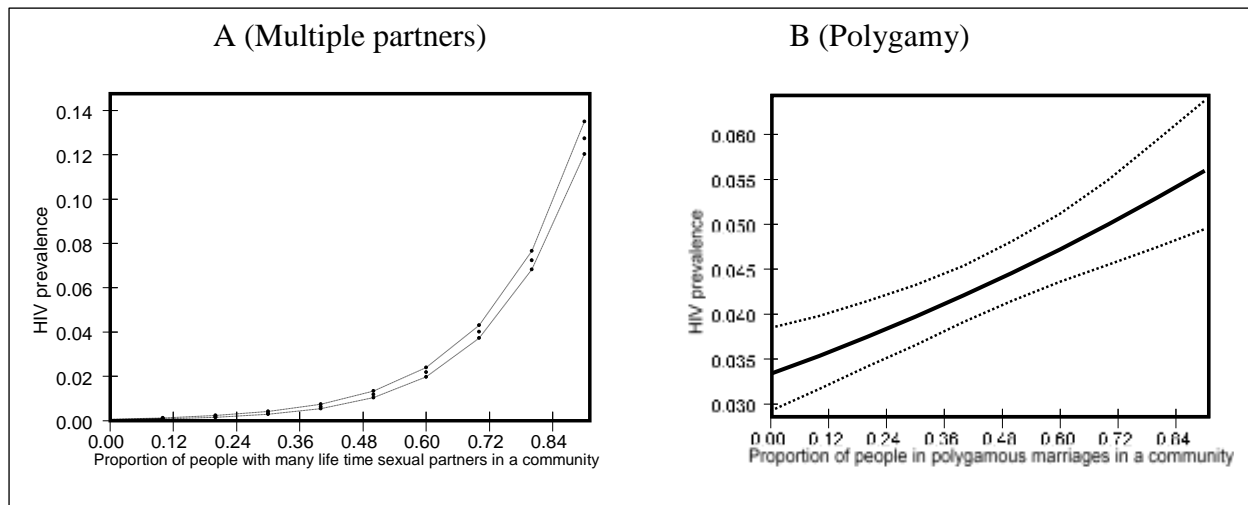 A (Multiple partners)
B (Polygamy)
HIV prevalence
0.14
0.12
0.10
0.08
0.06
0.04
0.02
0.00
0.00 0.12 0.24 0.36 0.48 0.60 0.72 0.84
Proportion of people with many life time sexual partners in a community
HIV prevalence
0.060
0.055
0.050
0.045
0.040
0.035
0.030
0.00 0.12 0.24 0.36 0.48 0.60 0.72 0.84
Proportion of people in polygamous marriages in a community